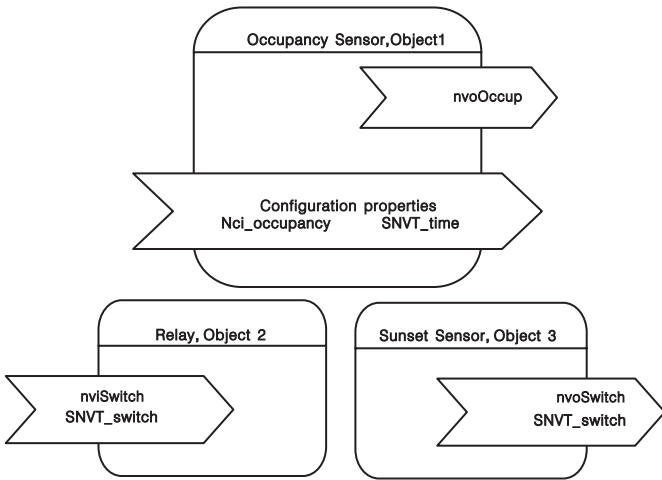 Occupancy Sensor,Object1
nvoOccup
Configuration properties
Nci_occupancy SNVT_time
Relay, Object 2
nviSwitch
SNVT_switch
Sunset Sensor, Object 3
nvoSwitch
SNVT_switch